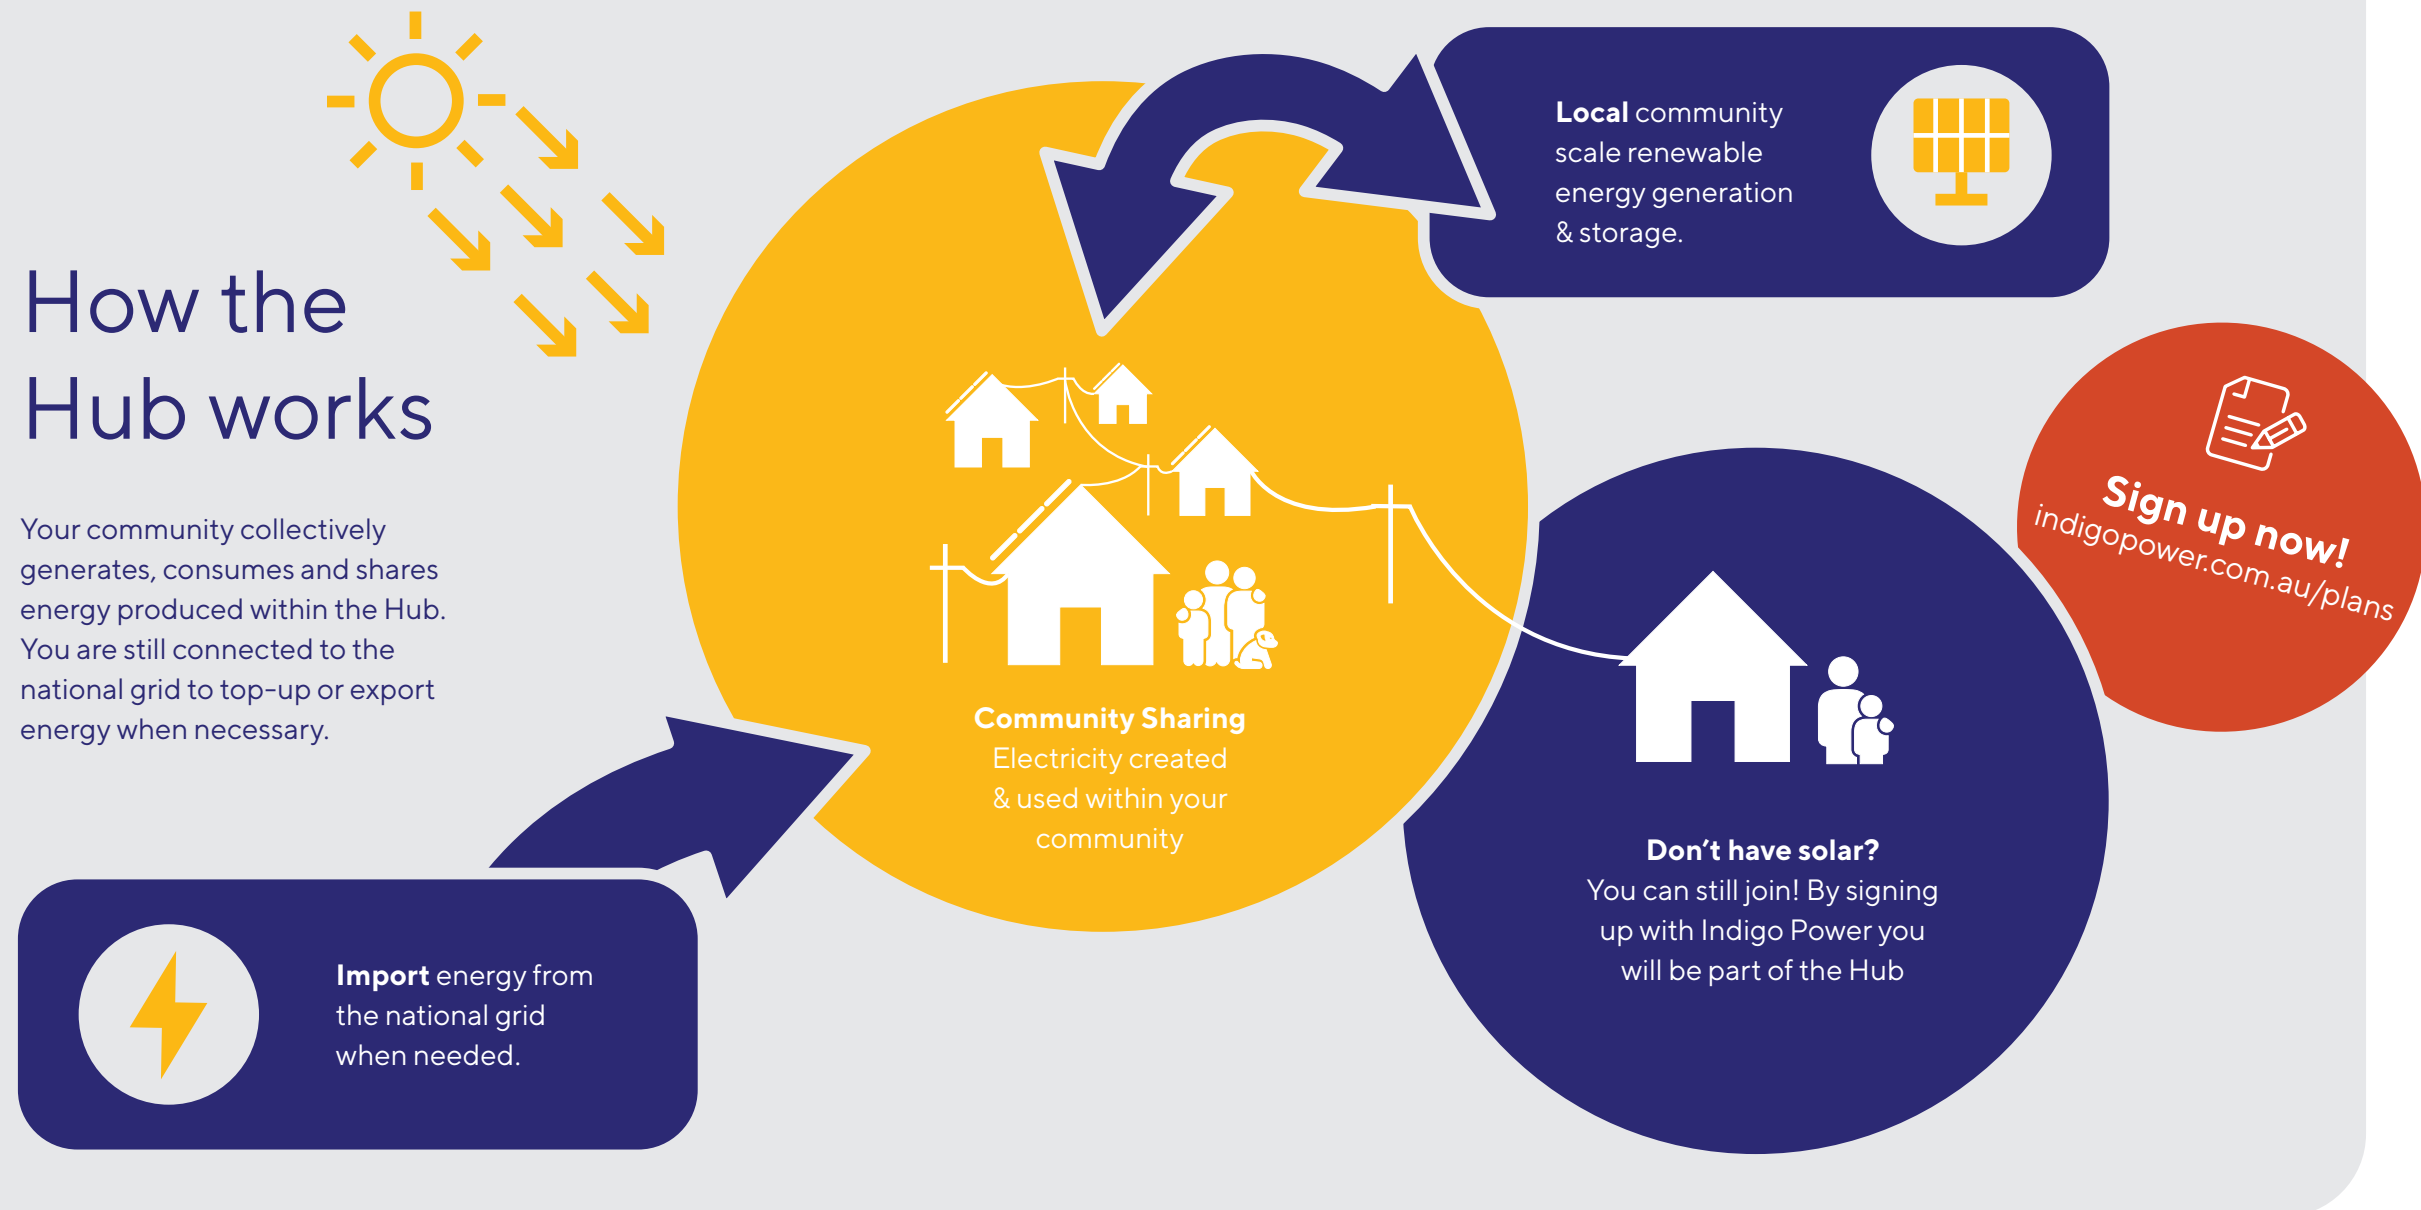 How the
Hub works
Your community collectively
generates, consumes and shares
energy produced within the Hub.
You are still connected to the
national grid to top-up or export
energy when necessary.
Local community
scale renewable
energy generation
& storage.
Sign up now!
indigopower.com.au/plans
Community Sharing
Electricity created
& used within your
community
Don't have solar?
You can still join! By signing
up with Indigo Power you
will be part of the Hub
Import energy from
the national grid
when needed.